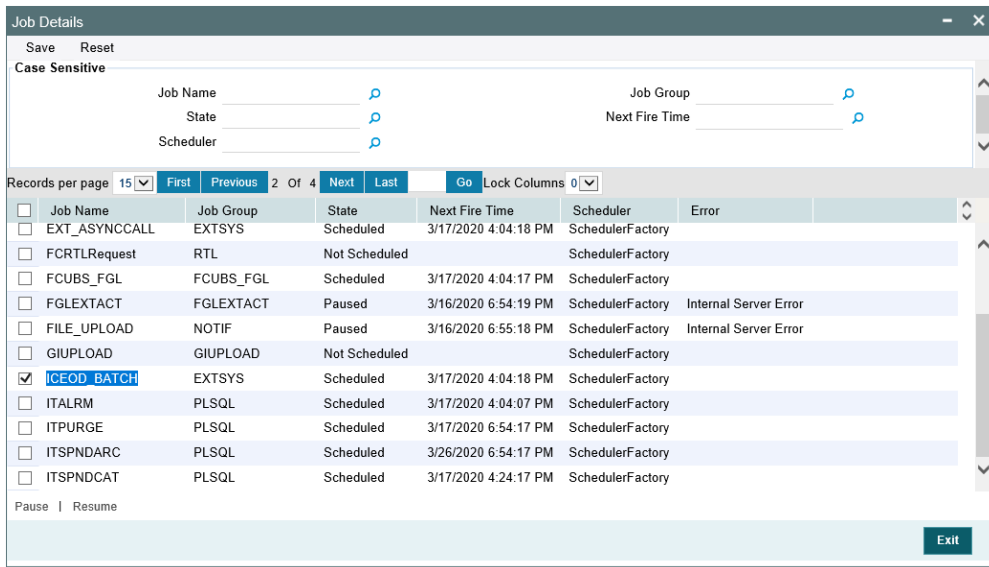 Job Details
Save Reset
Case Sensitive
Job Name Job Group
State Next Fire Time
Scheduler
Records per page 15 First Previous 2 Of 4 Next Last Go Lock Columns 0
Job Name Job Group State Next Fire Time Scheduler Error
EXT_ASYNCCALL EXTSYS Scheduled 3/17/2020 4:04:18 PM SchedulerFactory
FCRTLRequest RTL Not Scheduled SchedulerFactory
FCUBS_FGL FCUBS_FGL Scheduled 3/17/2020 4:04:17 PM SchedulerFactory
FGLEXTACT FGLEXTACT Paused 3/16/2020 6:54:19 PM SchedulerFactory Internal Server Error
FILE_UPLOAD NOTIF Paused 3/16/2020 6:55:18 PM SchedulerFactory Internal Server Error
GIUPLOAD GIUPLOAD Not Scheduled SchedulerFactory
ICEOD_BATCH EXTSYS Scheduled 3/17/2020 4:04:18 PM SchedulerFactory
ITALRM PLSQL Scheduled 3/17/2020 4:04:07 PM SchedulerFactory
ITPURGE PLSQL Scheduled 3/17/2020 6:54:17 PM SchedulerFactory
ITSPNDARC PLSQL Scheduled 3/26/2020 6:54:17 PM SchedulerFactory
ITSPNDCAT PLSQL Scheduled 3/17/2020 4:24:17 PM SchedulerFactory
Pause | Resume
Exit